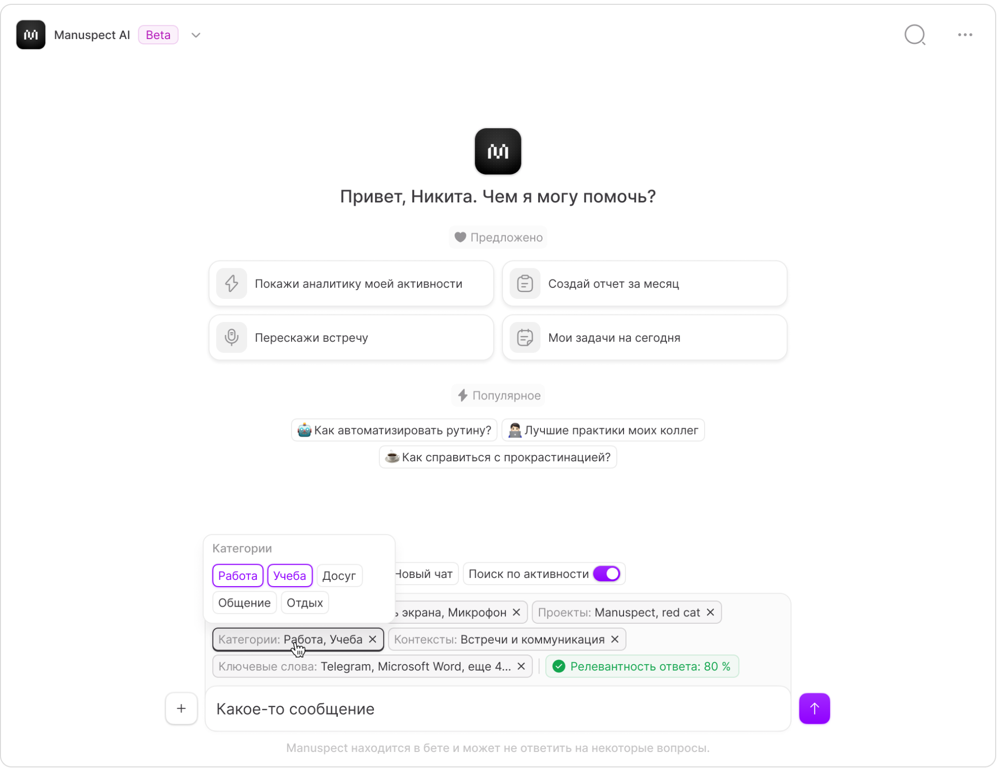 Manuspect AI Beta
Привет, Никита. Чем я могу помочь?
Предложено
Покажи аналитику моей активности
Создай отчет за месяц
Перескажи встречу
Мои задачи на сегодня
Популярное
Как автоматизировать рутину?
Лучшие практики моих коллег
Как справиться с прокрастинацией?
Категории
Работа Учеба Досуг
Общение Отдых
Новый чат
Поиск по активности
экрана, Микрофон
Проекты: Manuspect, red cat
Категории: Работа, Учеба
Контексты: Встречи и коммуникация
Ключевые слова: Telegram, Microsoft Word, еще 4...
Релевантность ответа: 80 %
Какое-то сообщение
Manuspect находится в бете и может не ответить на некоторые вопросы.